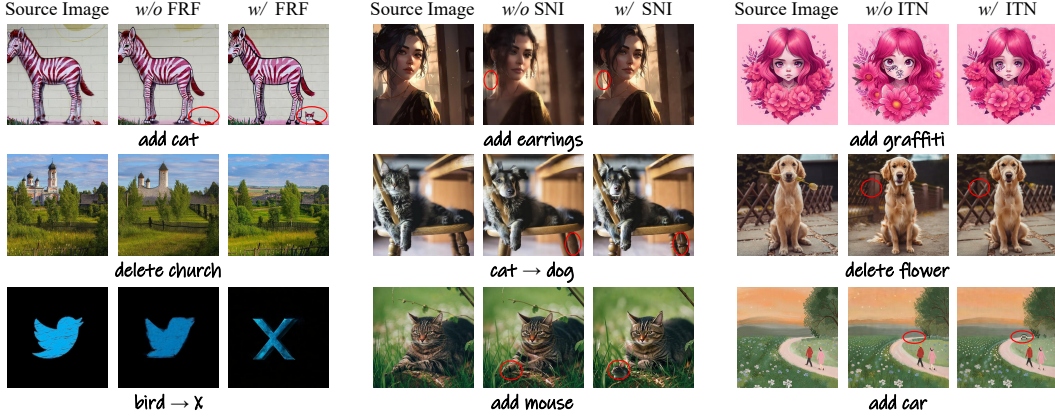 Source Image w/o FRF w/ FRF
add cat
delete church
bird → X
Source Image w/o SNI w/ SNI
add earrings
cat → dog
add mouse
Source Image w/o ITN w/ ITN
add graffiti
delete flower
add car